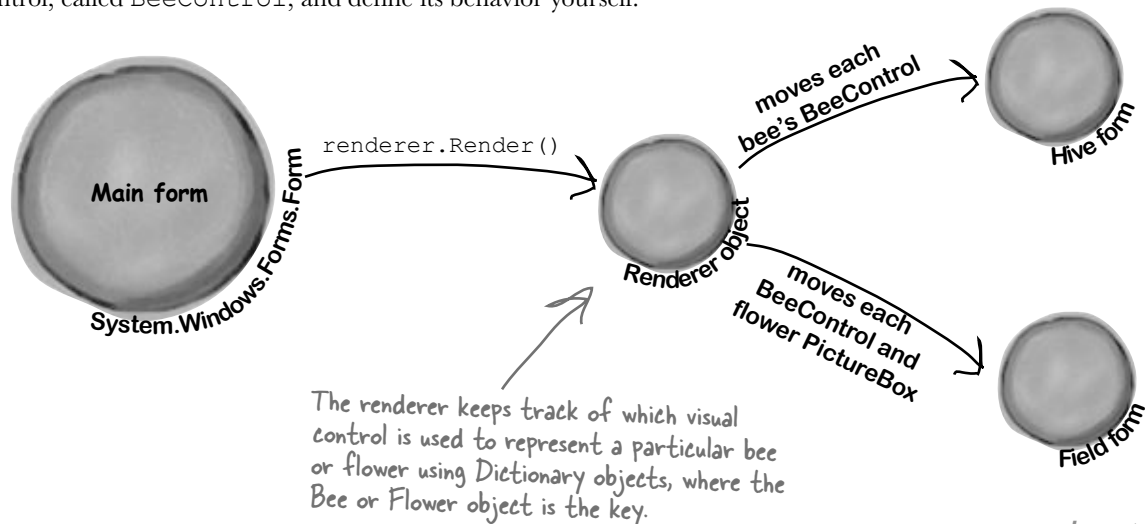 ntrol, called BeeControl, and define its behavior yourself.
Main form
System.Windows.Forms.Form
renderer.Render()
Renderer object
moves each
bee's BeeControl
Hive form
moves each
BeeControl and
flower PictureBox
Field form
The renderer keeps track of which visual
control is used to represent a particular bee
or flower using Dictionary objects, where the
Bee or Flower object is the key.